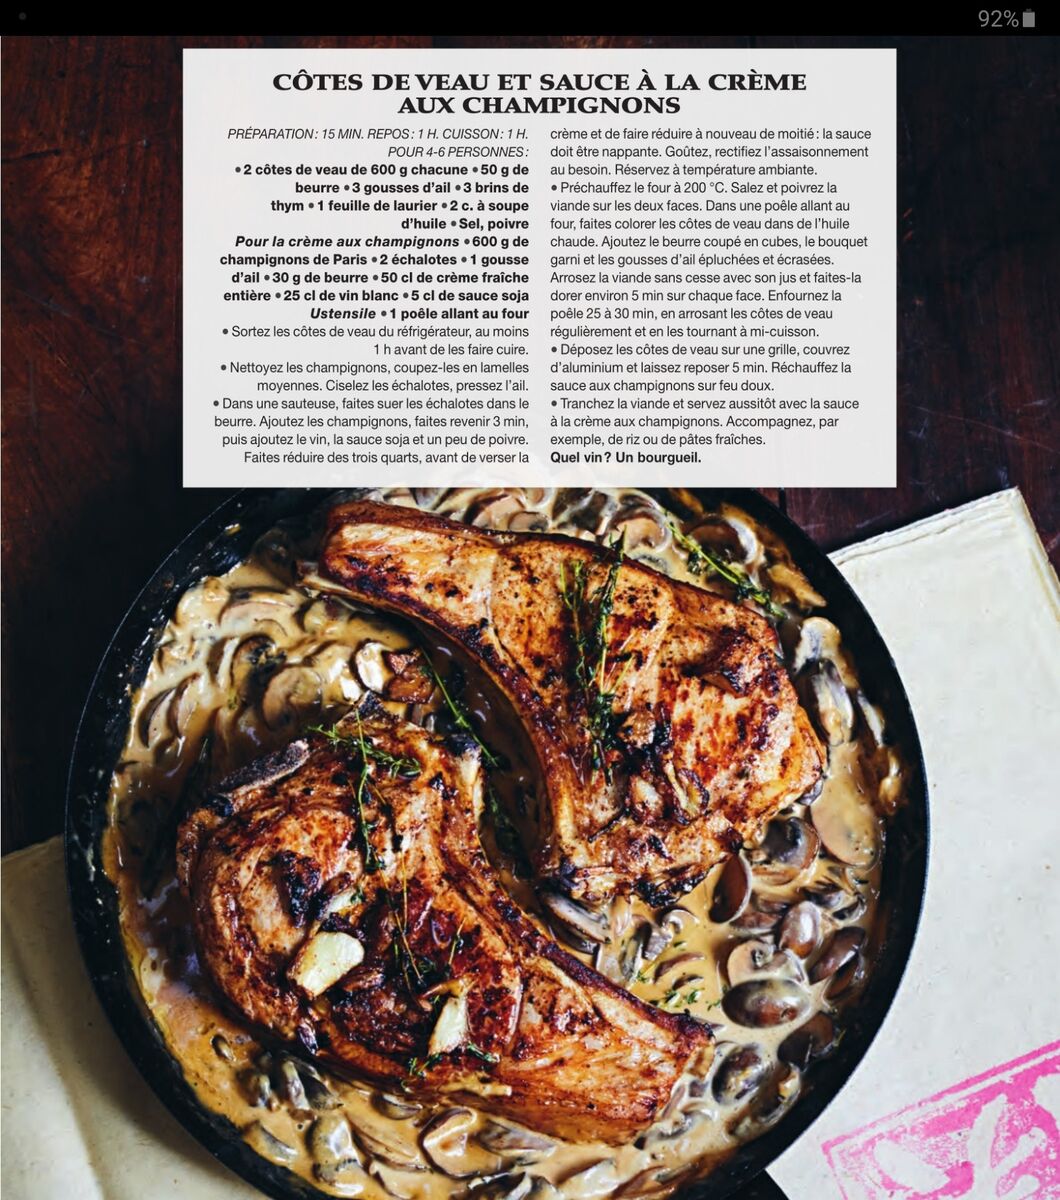 92%
CÔTES DE VEAU ET SAUCE À LA CRÈME
AUX CHAMPIGNONS
PRÉPARATION : 15 MIN. REPOS : 1 H. CUISSON : 1 H.
POUR 4-6 PERSONNES :
• 2 côtes de veau de 600 g chacune • 50 g de
beurre • 3 gousses d’ail • 3 brins de
thym • 1 feuille de laurier • 2 c. à soupe
d’huile • Sel, poivre
Pour la crème aux champignons • 600 g de
champignons de Paris • 2 échalotes • 1 gousse
d’ail • 30 g de beurre • 50 cl de crème fraîche
entière • 25 cl de vin blanc • 5 cl de sauce soja
Ustensile • 1 poêle allant au four
• Sortez les côtes de veau du réfrigérateur, au moins
1 h avant de les faire cuire.
• Nettoyez les champignons, coupez-les en lamelles
moyennes. Ciselez les échalotes, pressez l’ail.
• Dans une sauteuse, faites suer les échalotes dans le
beurre. Ajoutez les champignons, faites revenir 3 min,
puis ajoutez le vin, la sauce soja et un peu de poivre.
Faites réduire des trois quarts, avant de verser la
crème et de faire réduire à nouveau de moitié : la sauce
doit être nappante. Goûtez, rectifiez l’assaisonnement
au besoin. Réservez à température ambiante.
• Préchauffez le four à 200 °C. Salez et poivrez la
viande sur les deux faces. Dans une poêle allant au
four, faites colorer les côtes de veau dans de l’huile
chaude. Ajoutez le beurre coupé en cubes, le bouquet
garni et les gousses d’ail épluchées et écrasées.
Arrosez la viande sans cesse avec son jus et faites-la
dorer environ 5 min sur chaque face. Enfournez la
poêle 25 à 30 min, en arrosant les côtes de veau
régulièrement et en les tournant à mi-cuisson.
• Déposez les côtes de veau sur une grille, couvrez
d’aluminium et laissez reposer 5 min. Réchauffez la
sauce aux champignons sur feu doux.
• Tranchez la viande et servez aussitôt avec la sauce
à la crème aux champignons. Accompagnez, par
exemple, de riz ou de pâtes fraîches.
Quel vin ? Un bourgueil.